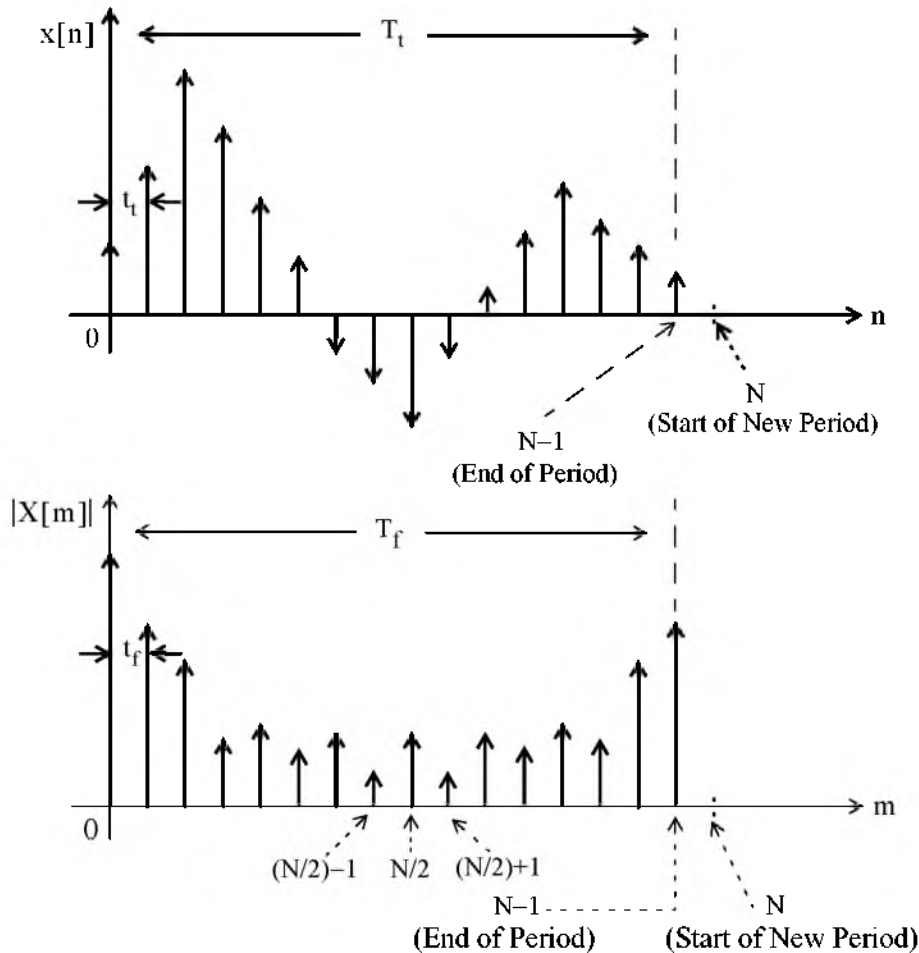 x[n]
T_t
t_t
0
n
N
(Start of New Period)
N−1
(End of Period)
|X[m]|
T_f
t_f
0
m
(N/2)−1
N/2
(N/2)+1
N−1
N
(End of Period)
(Start of New Period)